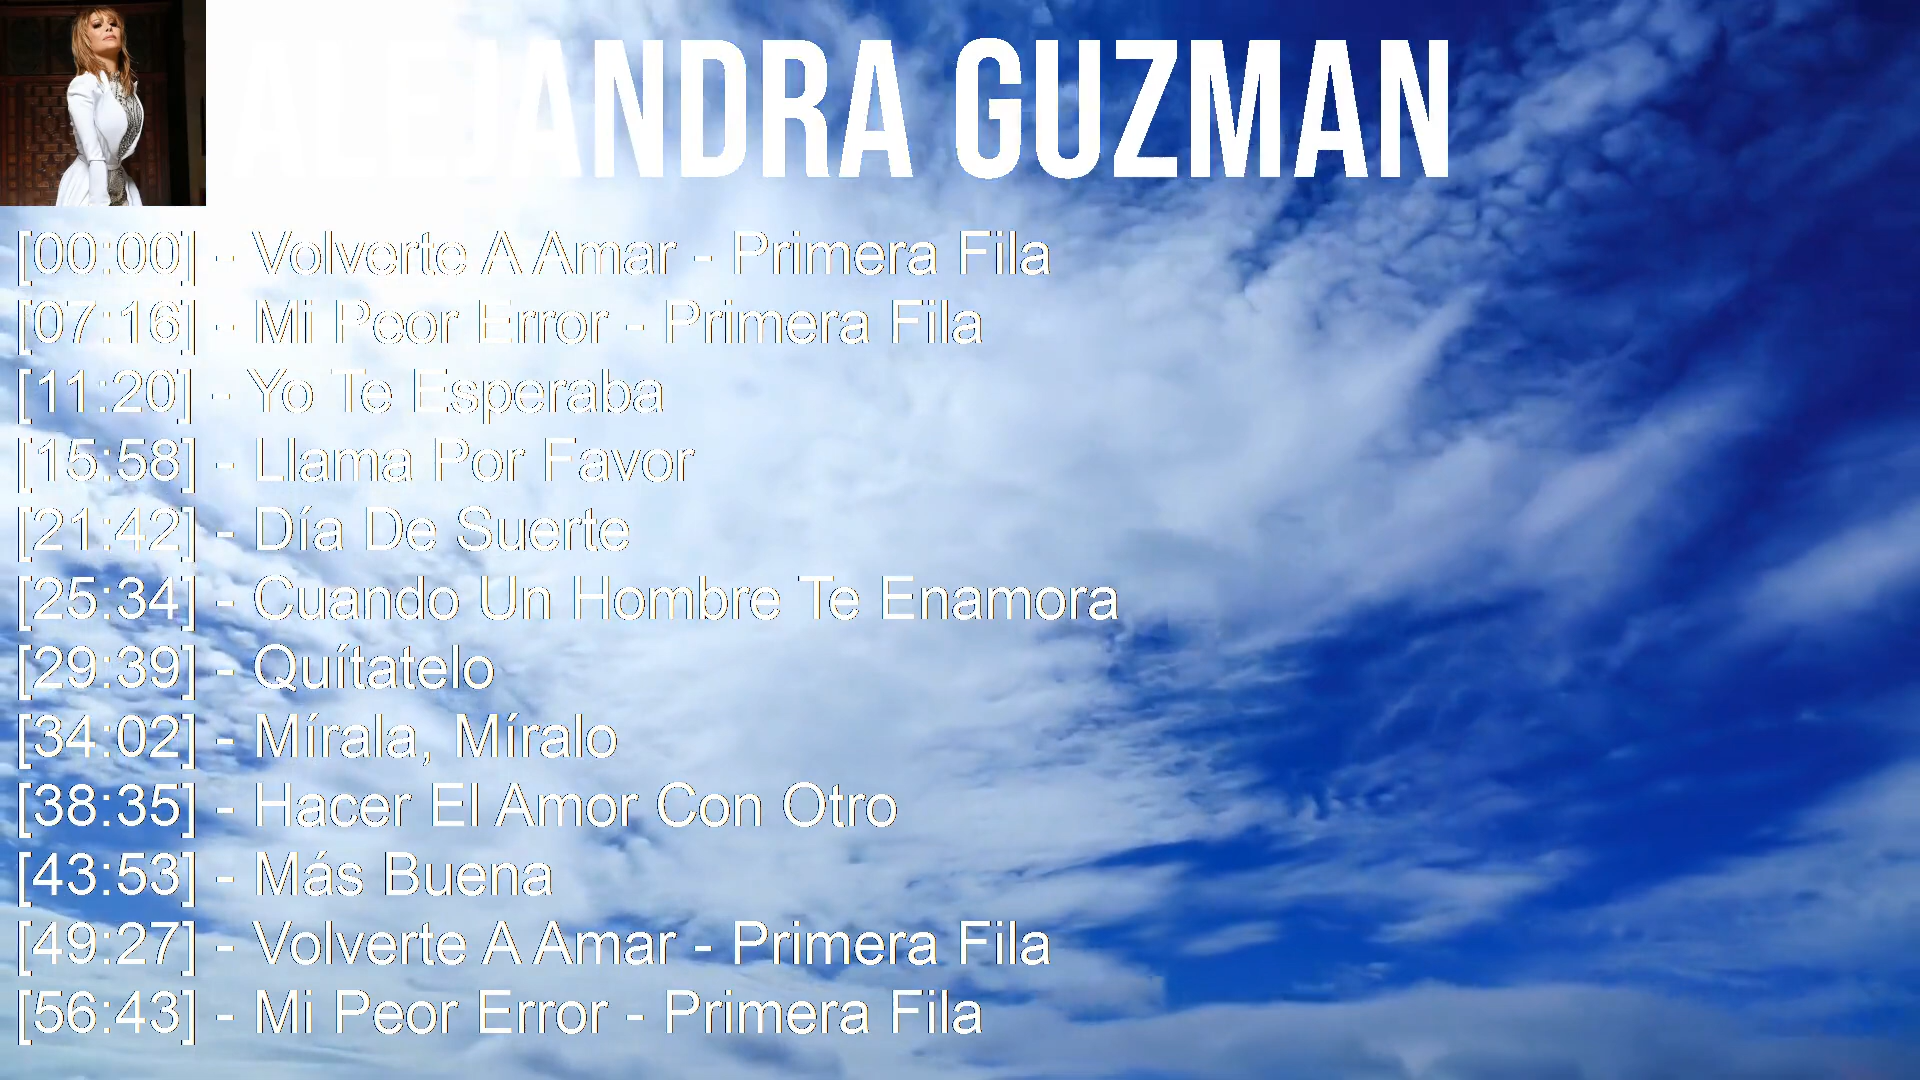 ALEJANDRA GUZMAN
[00:00] - Volverte A Amar - Primera Fila
[07:16] - Mi Peor Error - Primera Fila
[11:20] - Yo Te Esperaba
[15:58] - Llama Por Favor
[21:42] - Día De Suerte
[25:34] - Cuando Un Hombre Te Enamora
[29:39] - Quítatelo
[34:02] - Mírala, Míralo
[38:35] - Hacer El Amor Con Otro
[43:53] - Más Buena
[49:27] - Volverte A Amar - Primera Fila
[56:43] - Mi Peor Error - Primera Fila